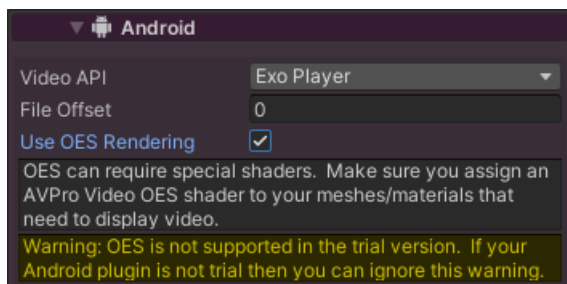 Android
Video API Exo Player
File Offset 0
Use OES Rendering
OES can require special shaders. Make sure you assign an
AVPro Video OES shader to your meshes/materials that
need to display video.
Warning: OES is not supported in the trial version. If your
Android plugin is not trial then you can ignore this warning.